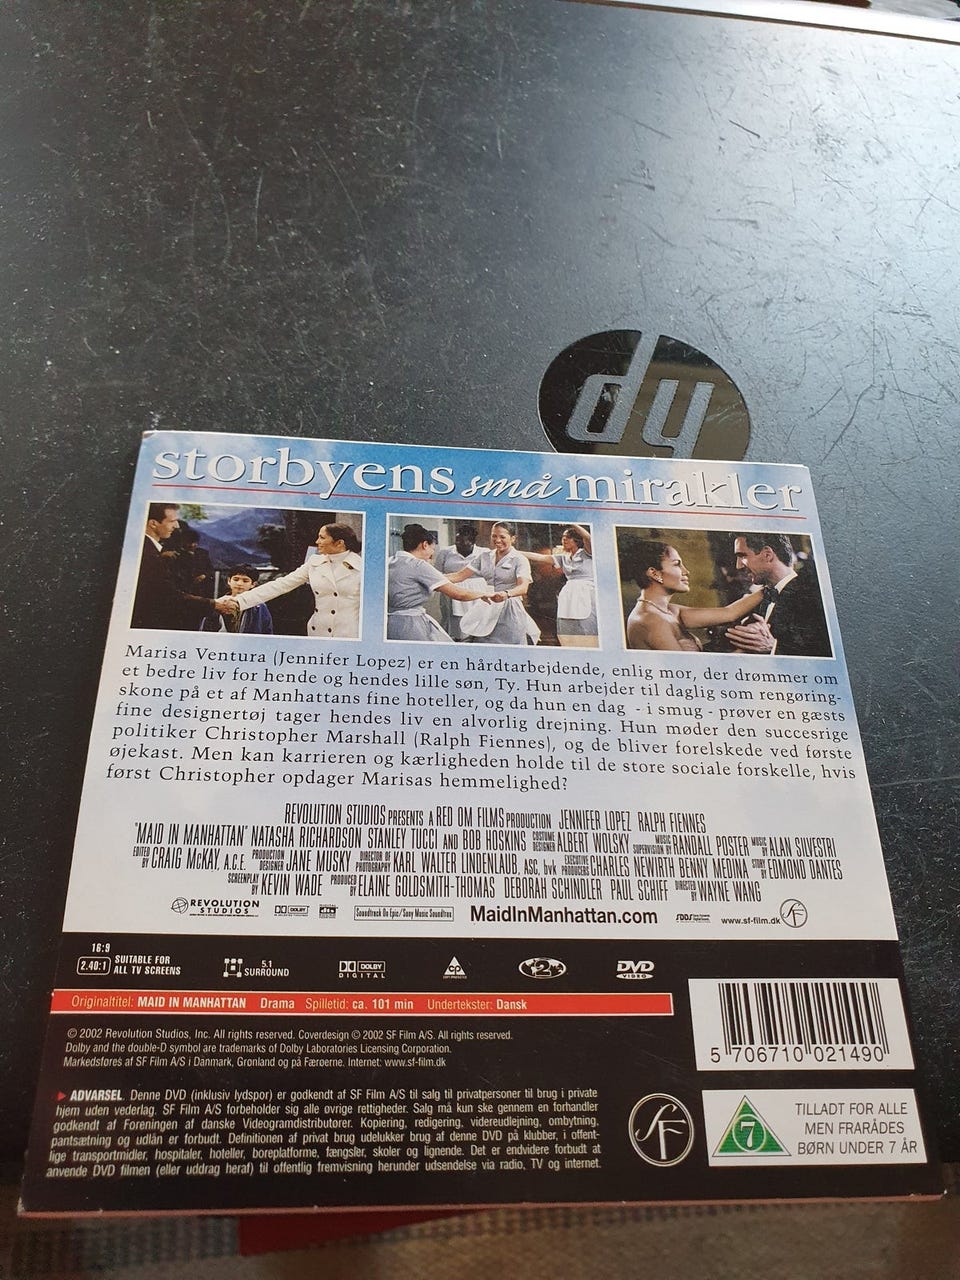 hp
storbyens små mirakler
Marisa Ventura (Jennifer Lopez) er en hårdtarbejdende, enlig mor, der drømmer om
et bedre liv for hende og hendes lille søn, Ty. Hun arbejder til daglig som rengøring-
skone på et af Manhattans fine hoteller, og da hun en dag - i smug - prøver en gæsts
fine designertøj tager hendes liv en alvorlig drejning. Hun møder den succesrige
politiker Christopher Marshall (Ralph Fiennes), og de bliver forelskede ved første
øjekast. Men kan karrieren og kærligheden holde til de store sociale forskelle, hvis
først Christopher opdager Marisas hemmelighed?
REVOLUTION STUDIOS PRESENTS A RED OM FILMS PRODUCTION JENNIFER LOPEZ RALPH FIENNES
"MAID IN MANHATTAN" NATASHA RICHARDSON STANLEY TUCCI AND BOB HOSKINS COSTUME DESIGNER ALBERT WOLSKY MUSIC SUPERVISION BY RANDALL POSTER MUSIC BY ALAN SILVESTRI
EDITED BY CRAIG McKAY, A.C.E. PRODUCTION DESIGNER JANE MUSKY DIRECTOR OF PHOTOGRAPHY KARL WALTER LINDENLAUB, ASC, bvk EXECUTIVE PRODUCERS CHARLES NEWIRTH BENNY MEDINA STORY BY EDMOND DANTES
SCREENPLAY BY KEVIN WADE PRODUCED BY ELAINE GOLDSMITH-THOMAS DEBORAH SCHINDLER PAUL SCHIFF DIRECTED BY WAYNE WANG
REVOLUTION STUDIOS DOLBY dts Soundtrack On Epic/Sony Music Soundtrax MaidInManhattan.com SDDS www.sf-film.dk SF
16:9
2.40:1 SUITABLE FOR ALL TV SCREENS 5.1 SURROUND DOLBY DIGITAL CP 2 DVD VIDEO
Originaltitel: MAID IN MANHATTAN Drama Spilletid: ca. 101 min Undertekster: Dansk
© 2002 Revolution Studios, Inc. All rights reserved. Coverdesign © 2002 SF Film A/S. All rights reserved.
Dolby and the double-D symbol are trademarks of Dolby Laboratories Licensing Corporation.
Markedsføres af SF Film A/S i Danmark, Grønland og på Færoerne. Internet: www.sf-film.dk
5 706710 021490
ADVARSEL. Denne DVD (inklusiv lydspor) er godkendt af SF Film A/S til salg til privatpersoner til brug i private
hjem uden vederlag. SF Film A/S forbeholder sig alle øvrige rettigheder. Salg må kun ske gennem en forhandler
godkendt af Foreningen af danske Videogramdistributører. Kopiering, redigering, videreudlejning, ombytning,
pantsætning og udlån er forbudt. Definitionen af privat brug udelukker brug af denne DVD på klubber, i offent-
lige transportmidler, hospitaler, hoteller, boreplatforme, fængsler, skoler og lignende. Det er endvidere forbudt at
anvende DVD filmen (eller uddrag heraf) til offentlig fremvisning herunder udsendelse via radio, TV og internet.
SF
7
TILLADT FOR ALLE
MEN FRARÅDES
BØRN UNDER 7 ÅR